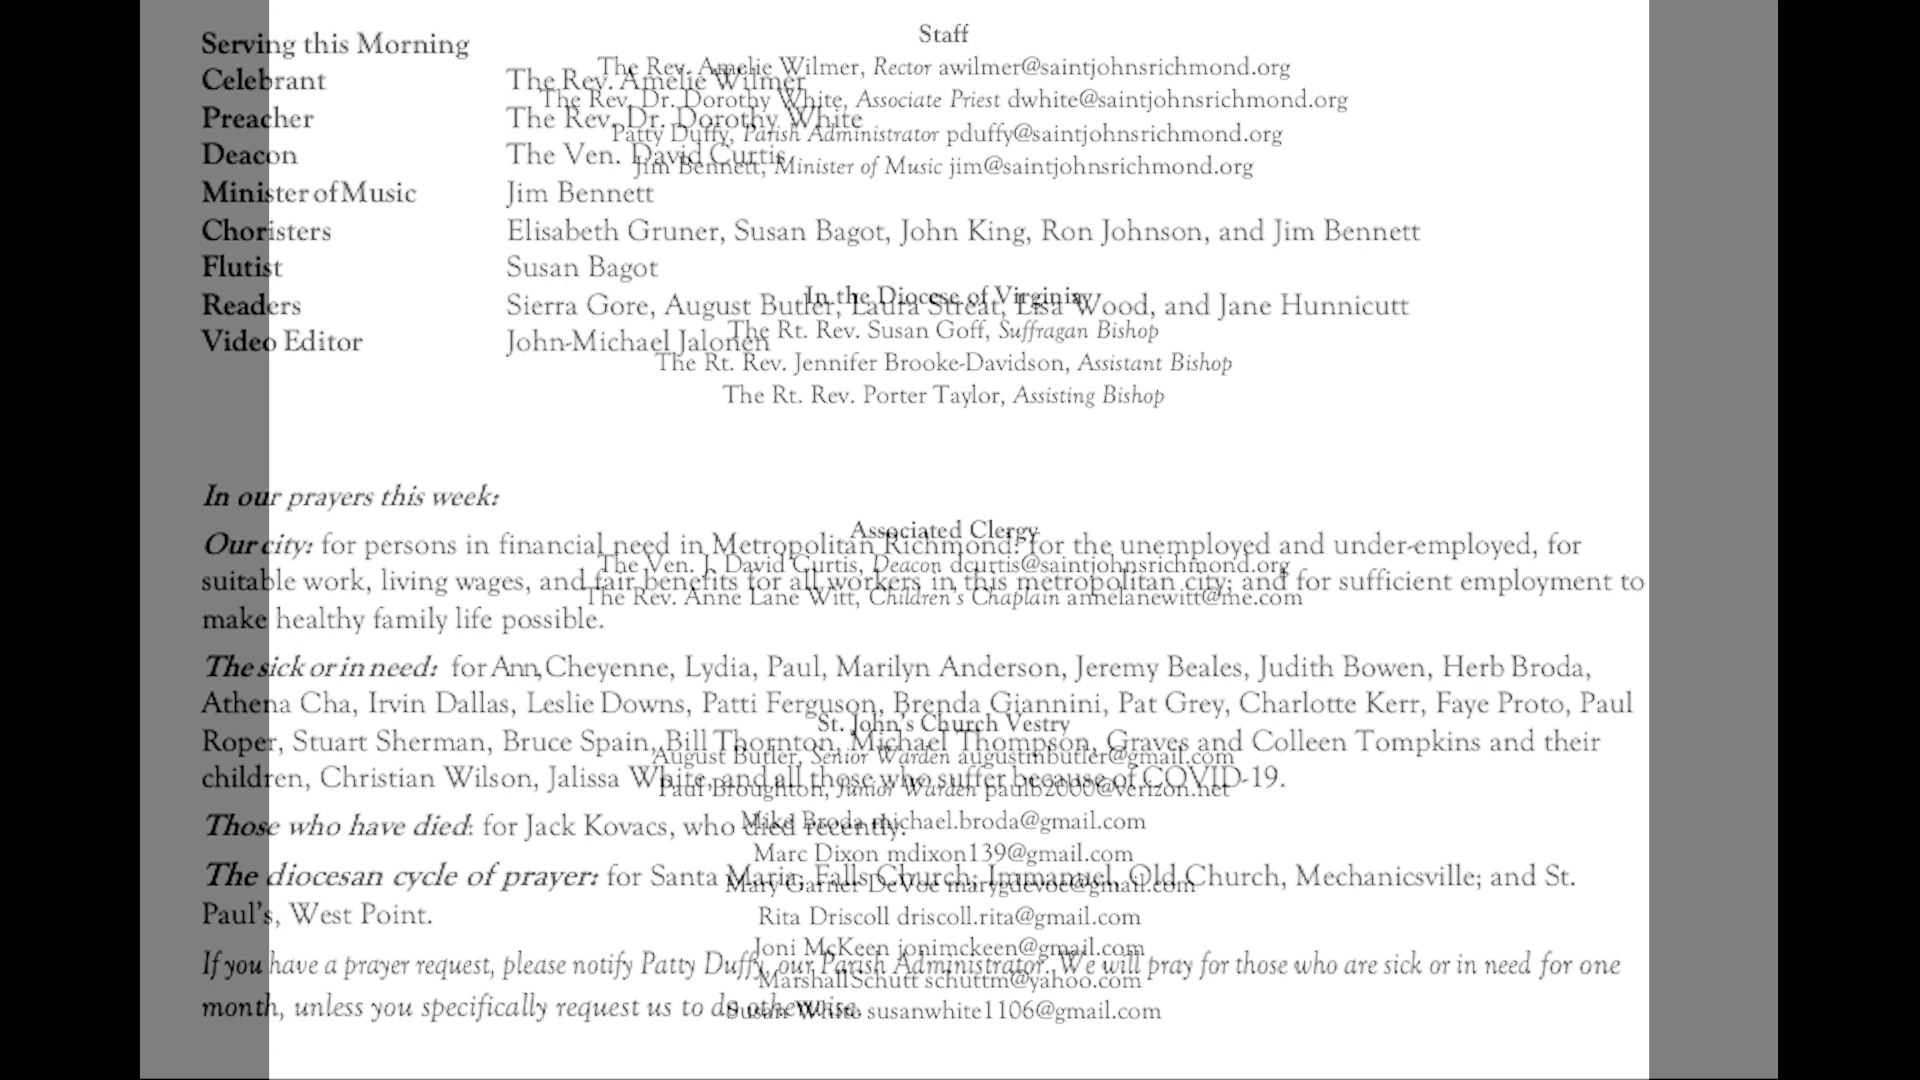 Serving this Morning
Celebrant The Rev. Amelie Wilmer
Preacher The Rev. Dr. Dorothy White
Deacon The Ven. David Curtis
Minister of Music Jim Bennett
Choristers Elisabeth Gruner, Susan Bagot, John King, Ron Johnson, and Jim Bennett
Flutist Susan Bagot
Readers Sierra Gore, August Butler, Laura Streat, Lisa Wood, and Jane Hunnicutt
Video Editor John-Michael Jalonen
In our prayers this week:
Our city: for persons in financial need in Metropolitan Richmond: for the unemployed and under-employed, for
suitable work, living wages, and fair benefits for all workers in this metropolitan city; and for sufficient employment to
make healthy family life possible.
The sick or in need: for Ann, Cheyenne, Lydia, Paul, Marilyn Anderson, Jeremy Beales, Judith Bowen, Herb Broda,
Athena Cha, Irvin Dallas, Leslie Downs, Patti Ferguson, Brenda Giannini, Pat Grey, Charlotte Kerr, Faye Proto, Paul
Roper, Stuart Sherman, Bruce Spain, Bill Thornton, Michael Thompson, Graves and Colleen Tompkins and their
children, Christian Wilson, Jalissa White, and all those who suffer because of COVID-19.
Those who have died: for Jack Kovacs, who died recently.
The diocesan cycle of prayer: for Santa Maria, Falls Church; Immanuel, Old Church, Mechanicsville; and St.
Paul's, West Point.
If you have a prayer request, please notify Patty Duffy, our Parish Administrator. We will pray for those who are sick or in need for one
month, unless you specifically request us to do otherwise.
Staff
The Rev. Amelie Wilmer, Rector awilmer@saintjohnsrichmond.org
The Rev. Dr. Dorothy White, Associate Priest dwhite@saintjohnsrichmond.org
Patty Duffy, Parish Administrator pduffy@saintjohnsrichmond.org
Jim Bennett, Minister of Music jim@saintjohnsrichmond.org
In the Diocese of Virginia
The Rt. Rev. Susan Goff, Suffragan Bishop
The Rt. Rev. Jennifer Brooke-Davidson, Assistant Bishop
The Rt. Rev. Porter Taylor, Assisting Bishop
Associated Clergy
The Ven. J. David Curtis, Deacon dcurtis@saintjohnsrichmond.org
The Rev. Anne Lane Witt, Children's Chaplain annelanewitt@me.com
St. John's Church Vestry
August Butler, Senior Warden augustmbutler@gmail.com
Paul Broughton, Junior Warden paulb2000@verizon.net
Mike Broda michael.broda@gmail.com
Marc Dixon mdixon139@gmail.com
Mary Garner DeVoe marygdevoe@gmail.com
Rita Driscoll driscoll.rita@gmail.com
Joni McKeen jonimckeen@gmail.com
Marshall Schutt schuttm@yahoo.com
Susan White susanwhite1106@gmail.com